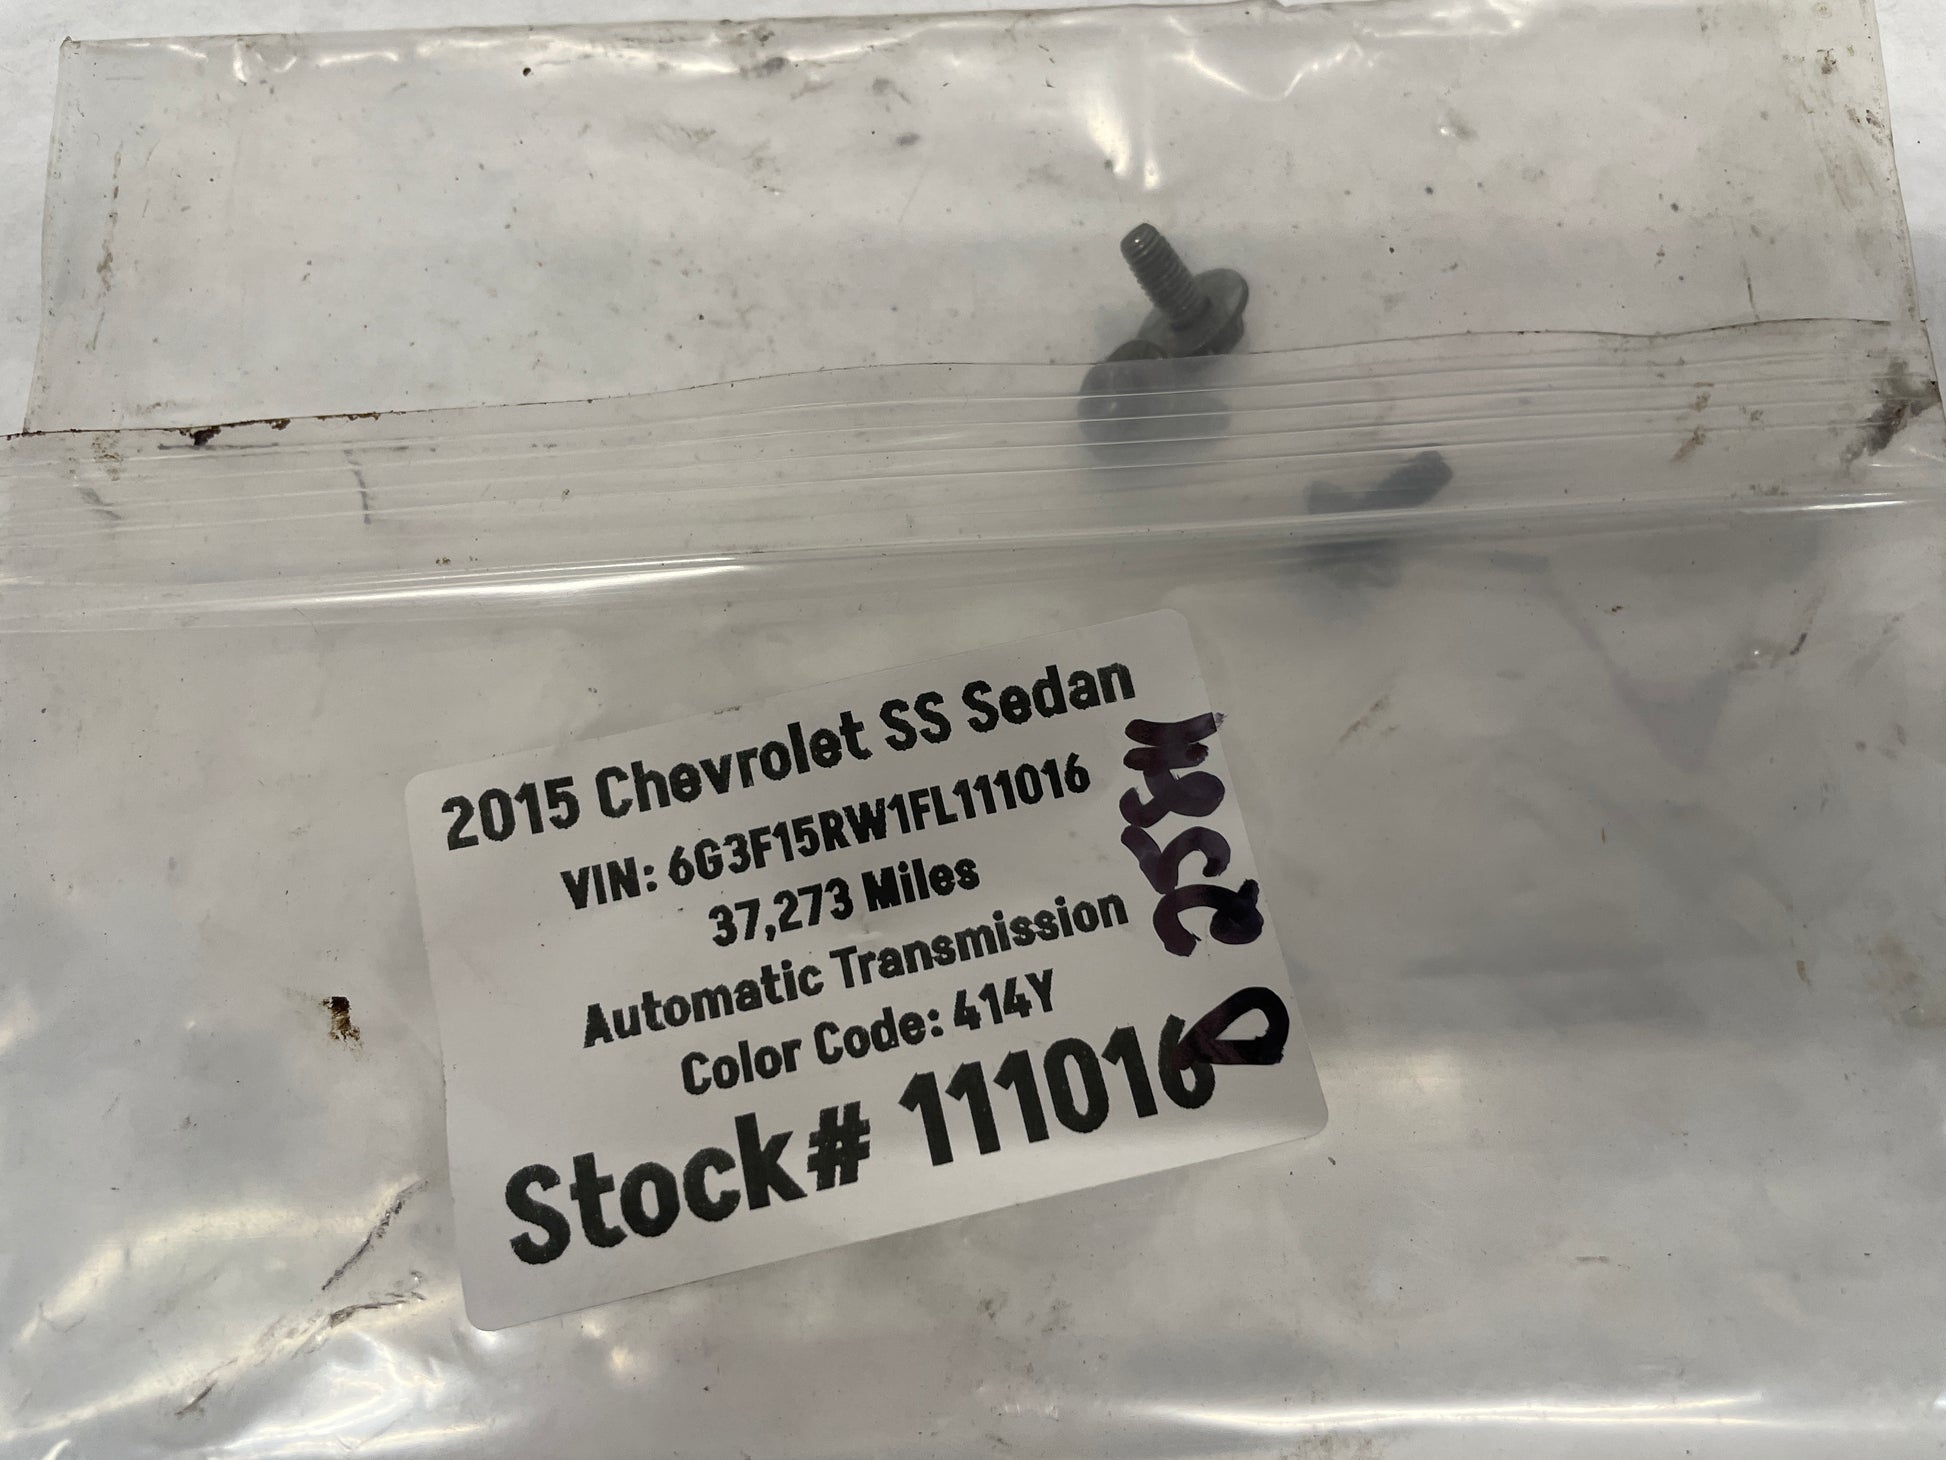 2015 Chevrolet SS Sedan
VIN: 6G3F15RW1FL111016
37,273 Miles
Automatic Transmission
Color Code: 414Y
Stock# 111016